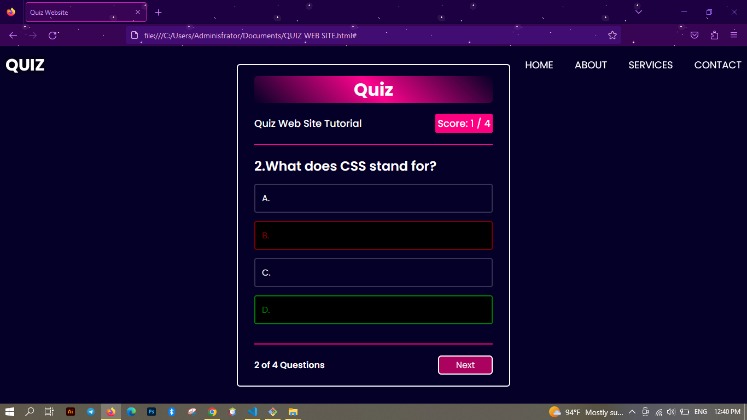 Quiz Website
file:///C:/Users/Administrator/Documents/QUIZ WEB SITE.html#
QUIZ
HOME ABOUT SERVICES CONTACT
Quiz
Quiz Web Site Tutorial
Score: 1 / 4
2.What does CSS stand for?
A.
B.
C.
D.
2 of 4 Questions
Next
94°F Mostly su... ENG 12:40 PM